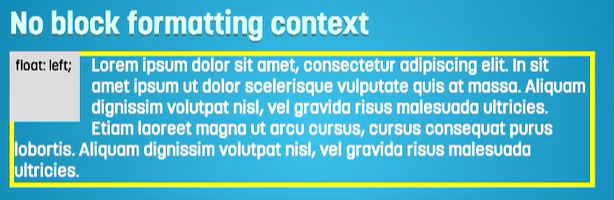 No block formatting context
float: left;
Lorem ipsum dolor sit amet, consectetur adipiscing elit. In sit
amet ipsum ut dolor scelerisque vulputate quis at massa. Aliquam
dignissim volutpat nisl, vel gravida risus malesuada ultricies.
Etiam laoreet magna ut arcu cursus, cursus consequat purus
lobortis. Aliquam dignissim volutpat nisl, vel gravida risus malesuada
ultricies.